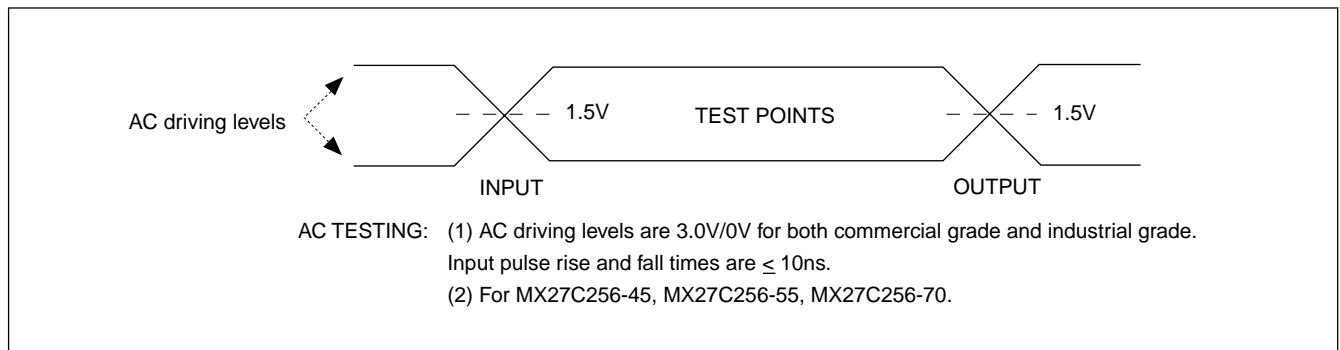 AC driving levels
1.5V
TEST POINTS
1.5V
INPUT
OUTPUT
AC TESTING: (1) AC driving levels are 3.0V/0V for both commercial grade and industrial grade.
Input pulse rise and fall times are ≤ 10ns.
(2) For MX27C256-45, MX27C256-55, MX27C256-70.